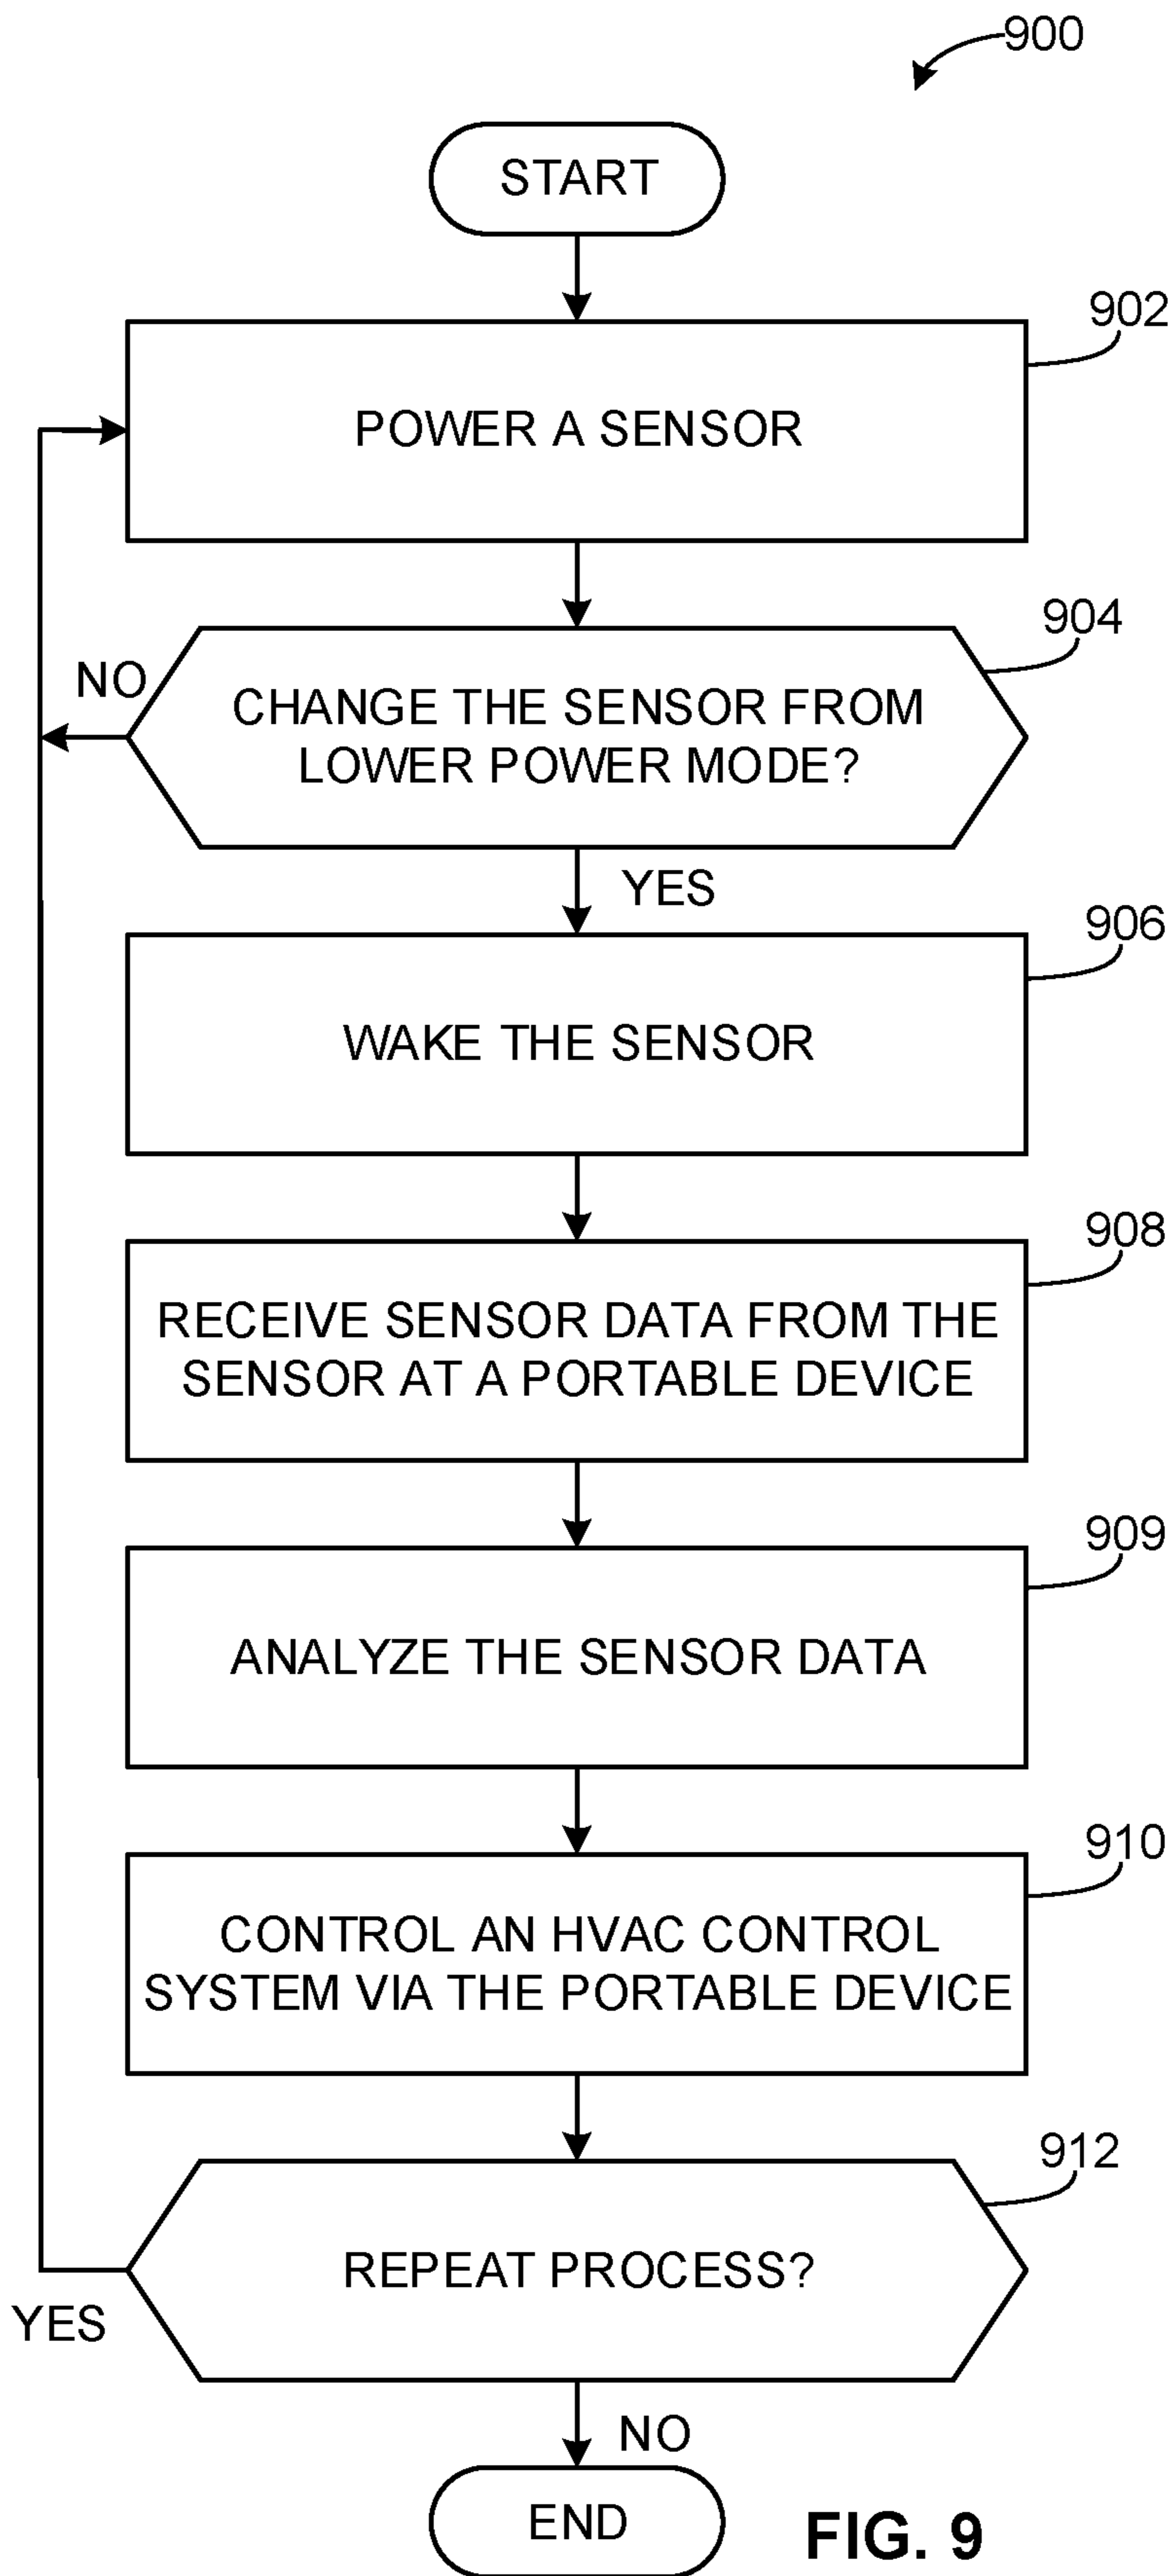 900
START
902
POWER A SENSOR
904
NO
CHANGE THE SENSOR FROM
LOWER POWER MODE?
YES
906
WAKE THE SENSOR
908
RECEIVE SENSOR DATA FROM THE
SENSOR AT A PORTABLE DEVICE
909
ANALYZE THE SENSOR DATA
910
CONTROL AN HVAC CONTROL
SYSTEM VIA THE PORTABLE DEVICE
912
REPEAT PROCESS?
YES
NO
END
FIG. 9